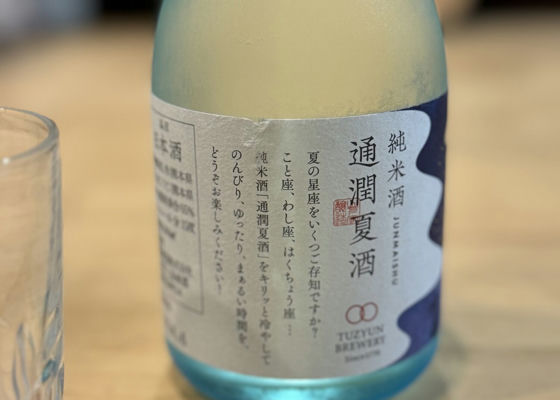 純米酒
JUNMAISHU
通潤夏酒
夏の星座をいくつご存知ですか?
こと座、わし座、はくちょう座…
純米酒「通潤夏酒」をキリッと冷やして
のんびり、ゆったり、まぁるい時間を、
どうぞお楽しみください!
TUZYUN
BREWERY
Since1770
日本酒